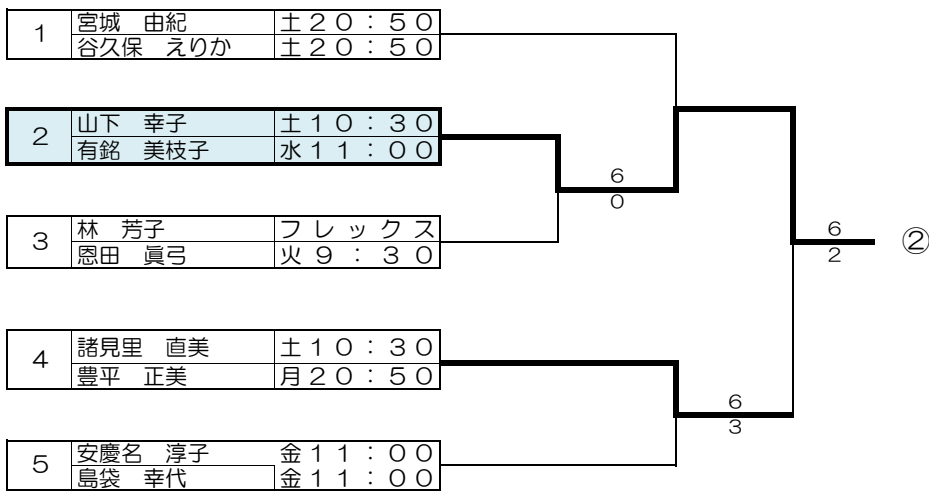 1
宮城　由紀　土２０：５０
谷久保　えりか　土２０：５０
2
山下　幸子　土１０：３０
有銘　美枝子　水１１：００
6
0
3
林　芳子　フレックス
恩田　眞弓　火９：３０
6
2
②
4
諸見里　直美　土１０：３０
豊平　正美　月２０：５０
6
3
5
安慶名　淳子　金１１：００
島袋　幸代　金１１：００